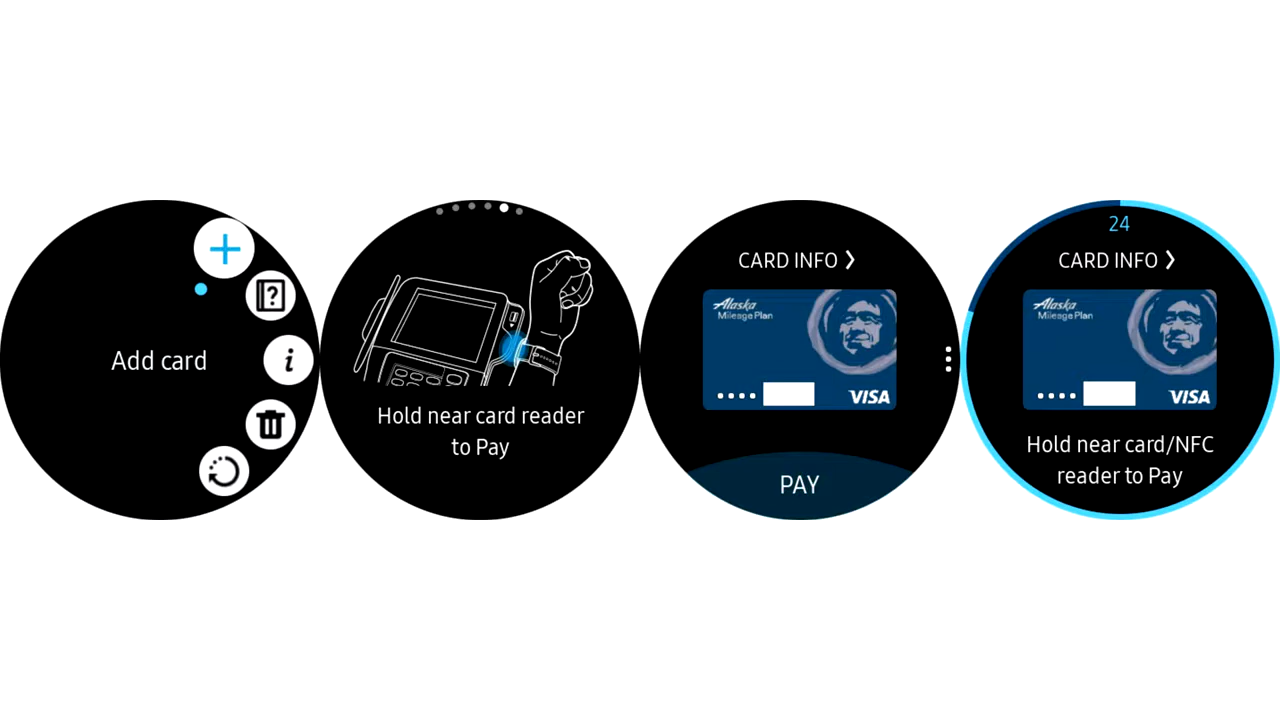 Add card
Hold near card reader
to Pay
CARD INFO
Alaska
Mileage Plan
VISA
PAY
24
CARD INFO
Alaska
Mileage Plan
VISA
Hold near card/NFC
reader to Pay